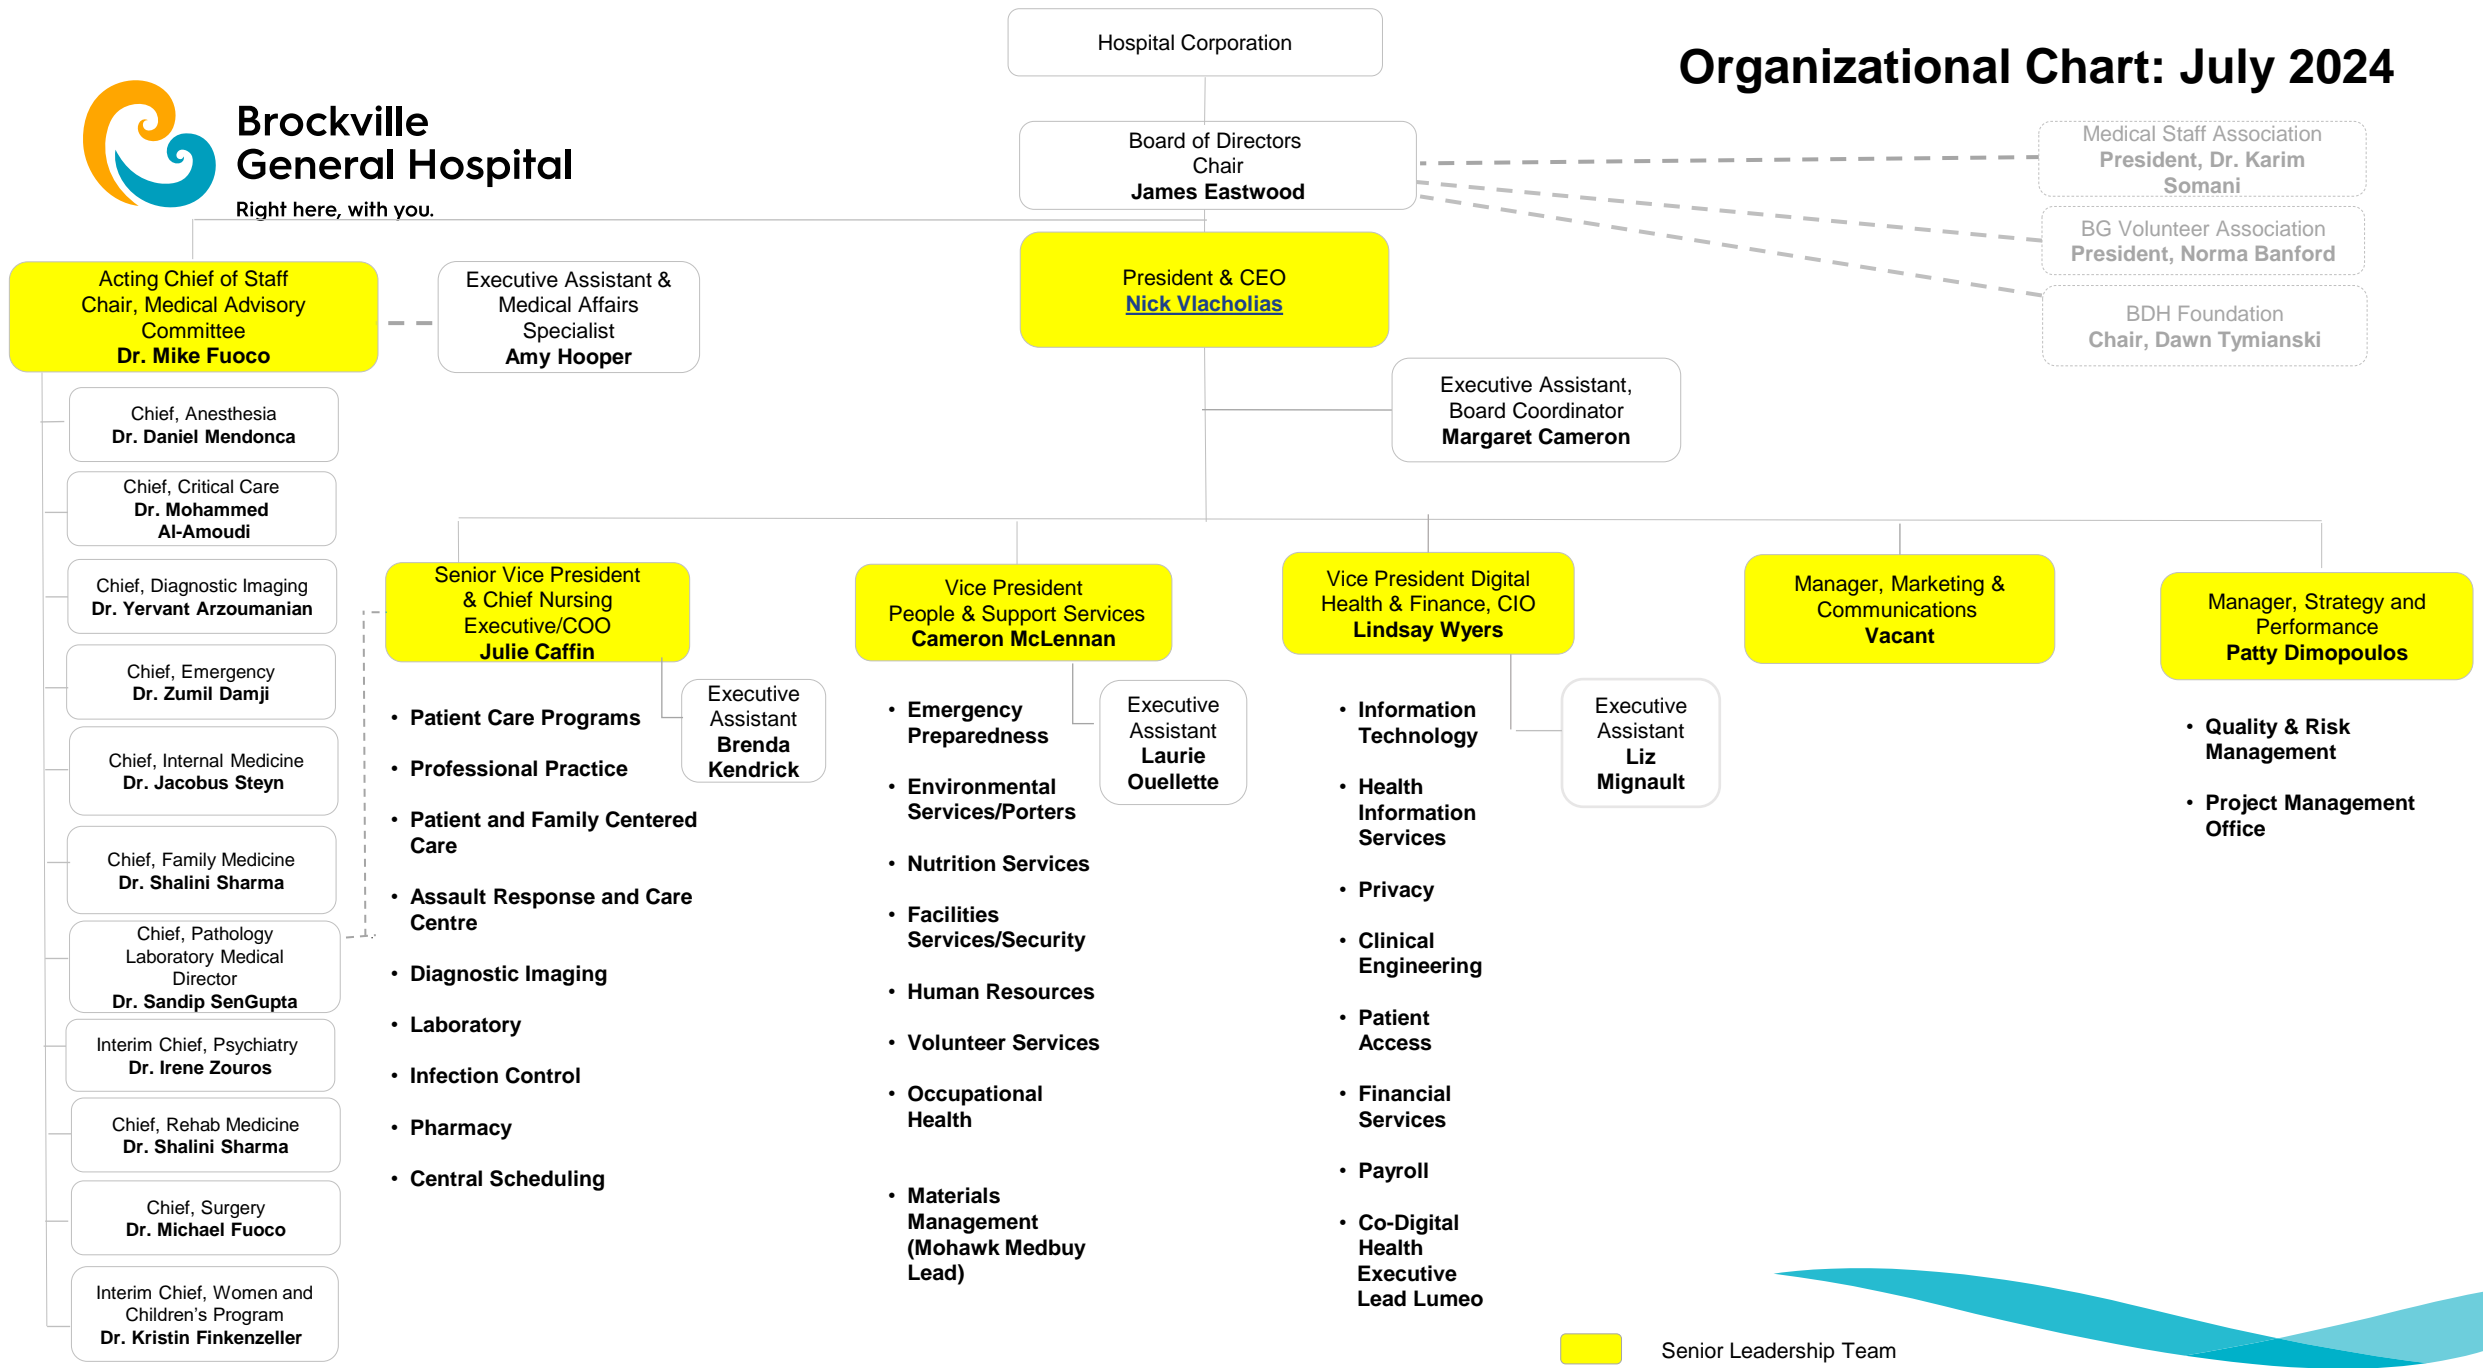 Hospital Corporation
Organizational Chart: July 2024
Brockville
General Hospital
Right here, with you.
Board of Directors
Chair
James Eastwood
Medical Staff Association
President, Dr. Karim
Somani
BG Volunteer Association
President, Norma Banford
BDH Foundation
Chair, Dawn Tymianski
Acting Chief of Staff
Chair, Medical Advisory
Committee
Dr. Mike Fuoco
Executive Assistant &
Medical Affairs
Specialist
Amy Hooper
President & CEO
Nick Vlacholias
Executive Assistant,
Board Coordinator
Margaret Cameron
Chief, Anesthesia
Dr. Daniel Mendonca
Chief, Critical Care
Dr. Mohammed
Al-Amoudi
Chief, Diagnostic Imaging
Dr. Yervant Arzoumanian
Chief, Emergency
Dr. Zumil Damji
Chief, Internal Medicine
Dr. Jacobus Steyn
Chief, Family Medicine
Dr. Shalini Sharma
Chief, Pathology
Laboratory Medical
Director
Dr. Sandip SenGupta
Interim Chief, Psychiatry
Dr. Irene Zouros
Chief, Rehab Medicine
Dr. Shalini Sharma
Chief, Surgery
Dr. Michael Fuoco
Interim Chief, Women and
Children's Program
Dr. Kristin Finkenzeller
Senior Vice President
& Chief Nursing
Executive/COO
Julie Caffin
Executive
Assistant
Brenda
Kendrick
• Patient Care Programs
• Professional Practice
• Patient and Family Centered
Care
• Assault Response and Care
Centre
• Diagnostic Imaging
• Laboratory
• Infection Control
• Pharmacy
• Central Scheduling
Vice President
People & Support Services
Cameron McLennan
Executive
Assistant
Laurie
Ouellette
• Emergency
Preparedness
• Environmental
Services/Porters
• Nutrition Services
• Facilities
Services/Security
• Human Resources
• Volunteer Services
• Occupational
Health
• Materials
Management
(Mohawk Medbuy
Lead)
Vice President Digital
Health & Finance, CIO
Lindsay Wyers
Executive
Assistant
Liz
Mignault
• Information
Technology
• Health
Information
Services
• Privacy
• Clinical
Engineering
• Patient
Access
• Financial
Services
• Payroll
• Co-Digital
Health
Executive
Lead Lumeo
Manager, Marketing &
Communications
Vacant
Manager, Strategy and
Performance
Patty Dimopoulos
• Quality & Risk
Management
• Project Management
Office
Senior Leadership Team